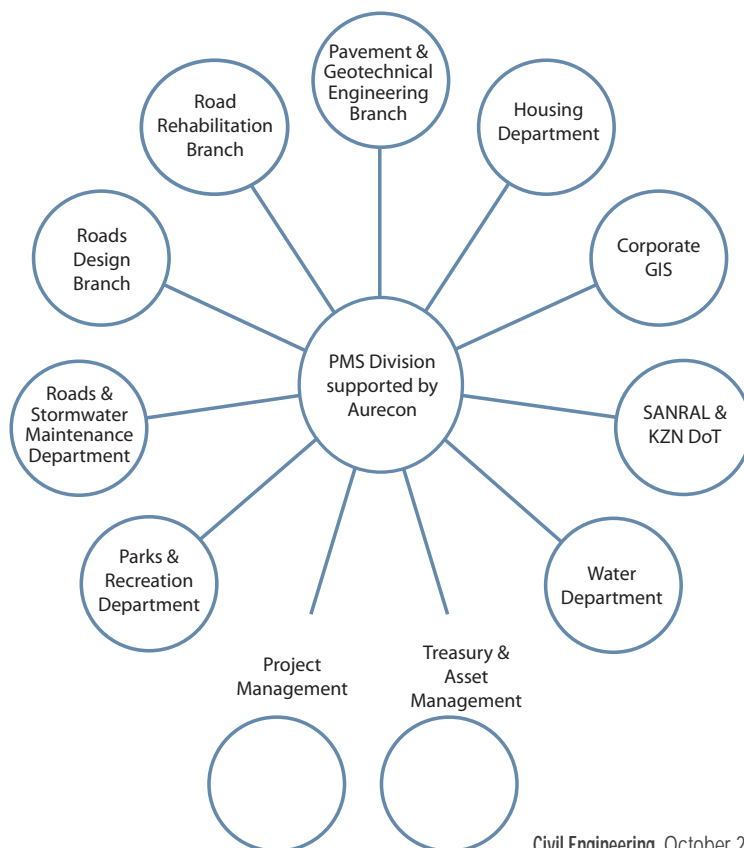 Pavement &
Geotechnical
Engineering
Branch
Road
Rehabilitation
Branch
Housing
Department
Roads
Design
Branch
Corporate
GIS
PMS Division
supported by
Aurecon
Roads &
Stormwater
Maintenance
Department
SANRAL &
KZN DoT
Parks &
Recreation
Department
Water
Department
Project
Management
Treasury &
Asset
Management
Civil Engineering October 2